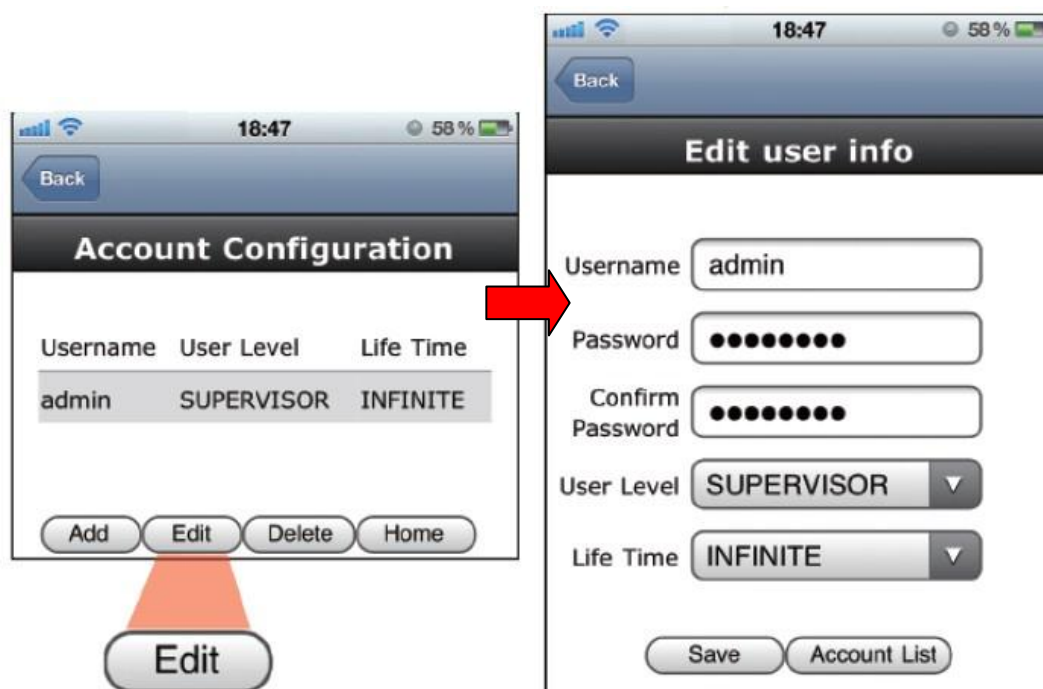 18:47 58%
Back
Account Configuration
Username User Level Life Time
admin SUPERVISOR INFINITE
Add Edit Delete Home
Edit
18:47 58%
Back
Edit user info
Username admin
Password ●●●●●●●●
Confirm
Password ●●●●●●●●
User Level SUPERVISOR
Life Time INFINITE
Save Account List